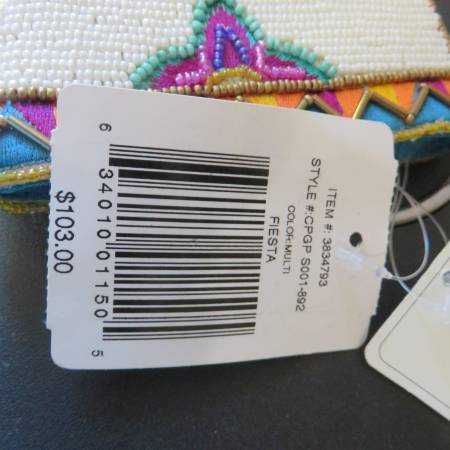 ITEM #: 3834793
STYLE #:CPGP S001-892
COLOR:MULTI
FIESTA
6 34010 01150 5
$103.00